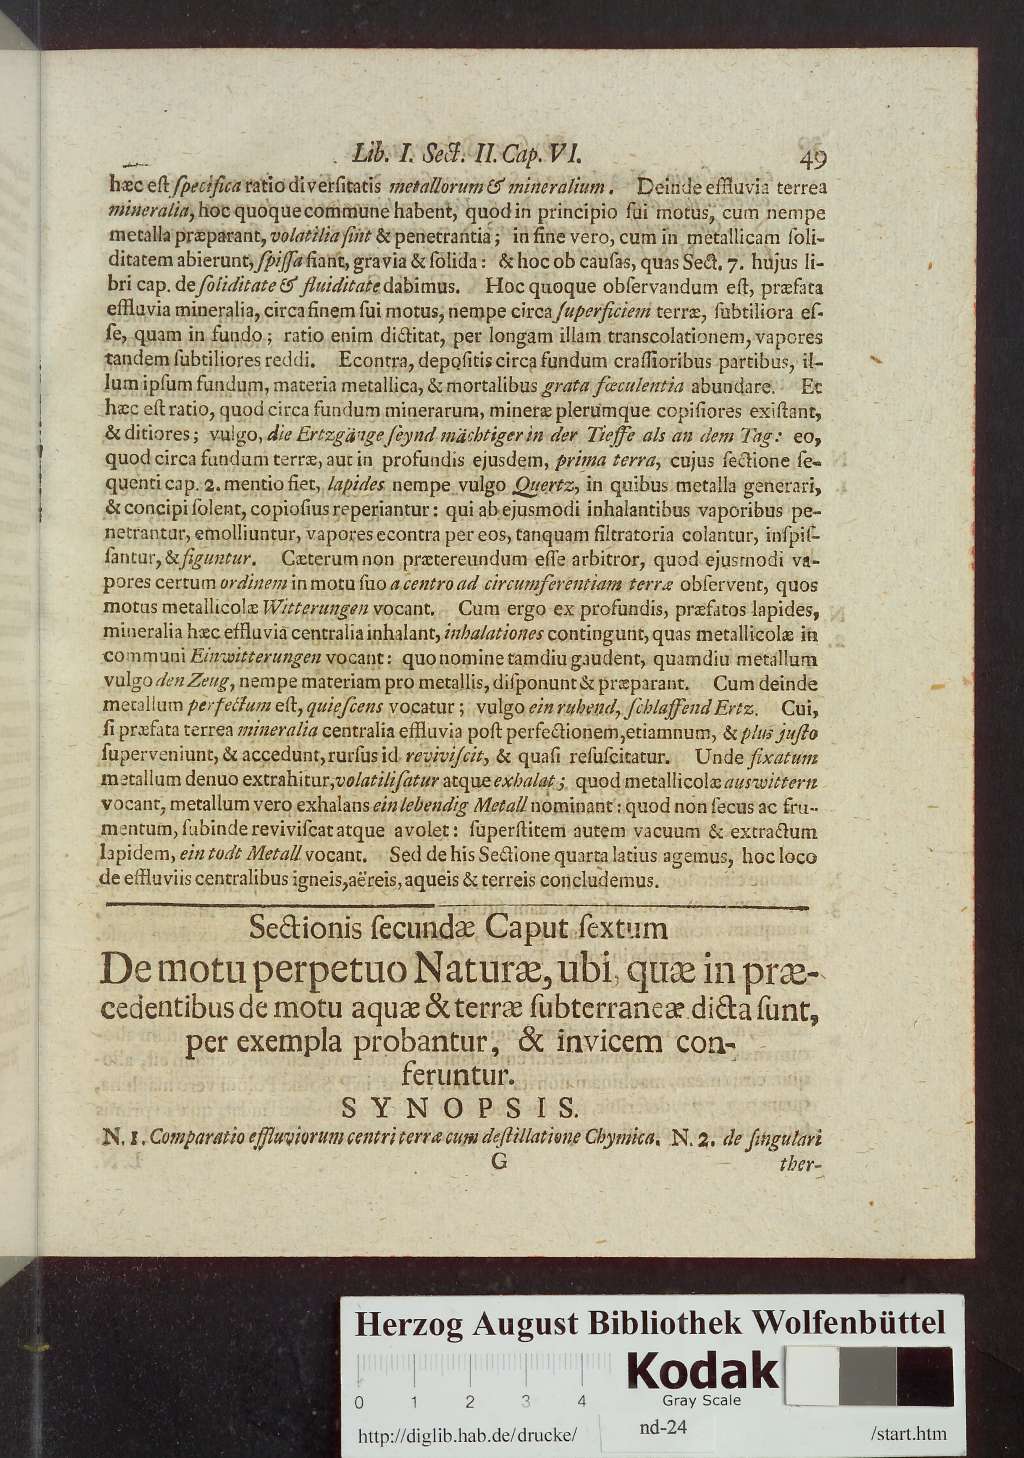 Lib. I. Sect. II. Cap. VI. 49
hæc eſt ſpecifica ratio diverſitatis metallorum & mineralium. Deinde effluvia terrea
mineralia, hoc quoque commune habent, quod in principio ſui motus, cum nempe
metalla præparant, volatilia ſint & penetrantia; in fine vero, cum in metallicam ſoli-
ditatem abierunt, ſpiſſa fiant, gravia & ſolida: & hoc ob cauſas, quas Sect. 7. hujus li-
bri cap. de ſoliditate & fluiditate dabimus. Hoc quoque obſervandum eſt, præfata
effluvia mineralia, circa finem ſui motus, nempe circa ſuperficiem terræ, ſubtiliora eſ-
ſe, quam in fundo; ratio enim dictitat, per longam illam transcolationem, vapores
tandem ſubtiliores reddi. Econtra, depoſitis circa fundum craſſioribus partibus, il-
lum ipſum fundum, materia metallica, & mortalibus grata fœculentia abundare. Et
hæc eſt ratio, quod circa fundum minerarum, mineræ plerumque copiſiores exiſtant,
& ditiores; vulgo, die Ertzgänge ſeynd mächtiger in der Tieffe als an dem Tag: eo,
quod circa fundum terræ, aut in profundis ejusdem, prima terra, cujus ſectione ſe-
quenti cap. 2. mentio fiet, lapides nempe vulgo Quertz, in quibus metalla generari,
& concipi ſolent, copioſius reperiantur: qui ab ejusmodi inhalantibus vaporibus pe-
netrantur, emolliuntur, vapores econtra per eos, tanquam filtratoria colantur, inſpiſ-
ſantur, & figuntur. Cæterum non prætereundum eſſe arbitror, quod ejusmodi va-
pores certum ordinem in motu ſuo a centro ad circumferentiam terræ obſervent, quos
motus metallicolæ Witterungen vocant. Cum ergo ex profundis, præfatos lapides,
mineralia hæc effluvia centralia inhalant, inhalationes contingunt, quas metallicolæ in
communi Einwitterungen vocant: quo nomine tamdiu gaudent, quamdiu metallum
vulgo den Zeug, nempe materiam pro metallis, diſponunt & præparant. Cum deinde
metallum perfectum eſt, quieſcens vocatur; vulgo ein ruhend, ſchlaffend Ertz. Cui,
ſi præfata terrea mineralia centralia effluvia poſt perfectionem, etiamnum, & plus juſto
ſuperveniunt, & accedunt, rurſus id reviviſcit, & quaſi reſuſcitatur. Unde fixatum
metallum denuo extrahitur, volatiliſatur atque exhalat; quod metallicolæ auswittern
vocant, metallum vero exhalans ein lebendig Metall nominant: quod non ſecus ac fru-
mentum, ſubinde reviviſcat atque avolet: ſuperſtitem autem vacuum & extractum
lapidem, ein todt Metall vocant. Sed de his Sectione quarta latius agemus, hoc loco
de effluviis centralibus igneis, aëreis, aqueis & terreis concludemus.
Sectionis ſecundæ Caput ſextum
De motu perpetuo Naturæ, ubi, quæ in præ-
cedentibus de motu aquæ & terræ ſubterraneæ dicta ſunt,
per exempla probantur, & invicem con-
feruntur.
SYNOPSIS.
N. 1. Comparatio effluviorum centri terræ cum deſtillatione Chymica. N. 2. de ſingulari
G ther-
Herzog August Bibliothek Wolfenbüttel
Kodak
Gray Scale
0 1 2 3 4
http://diglib.hab.de/drucke/ nd-24 /start.htm